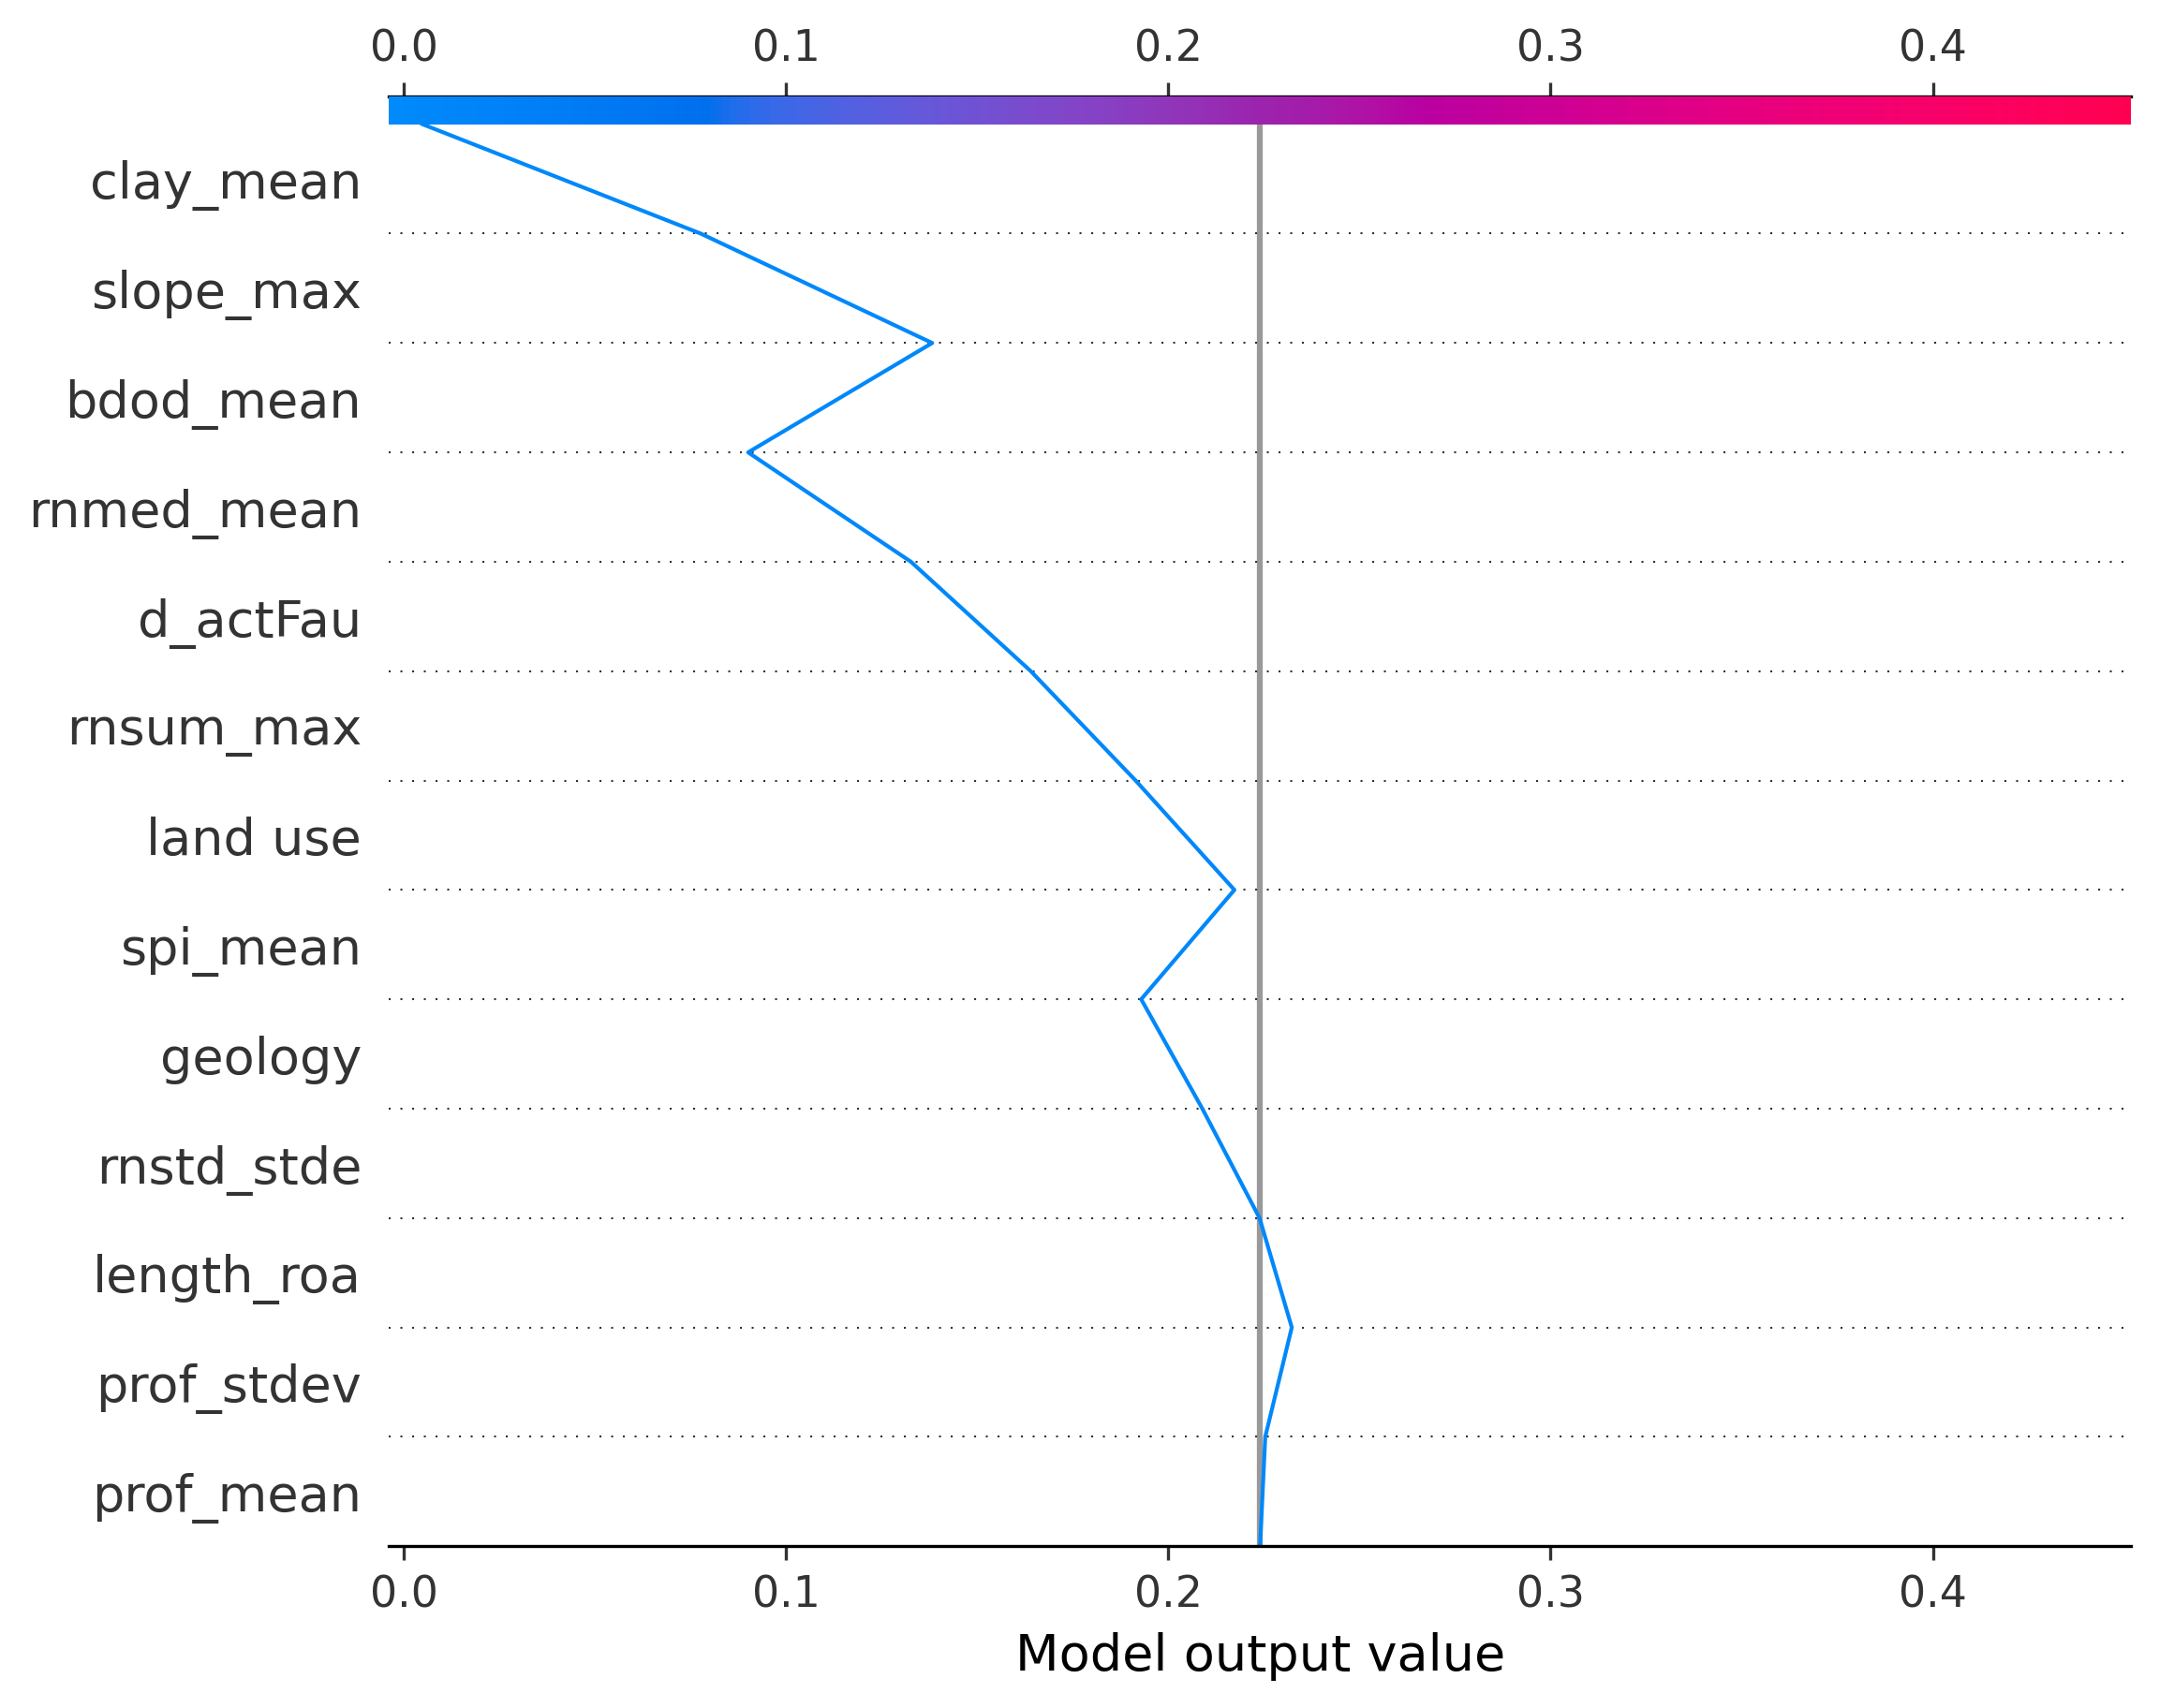 0.0 0.1 0.2 0.3 0.4
clay_mean
slope_max
bdod_mean
rnmed_mean
d_actFau
rnsum_max
land use
spi_mean
geology
rnstd_stde
length_roa
prof_stdev
prof_mean
0.0 0.1 0.2 0.3 0.4
Model output value